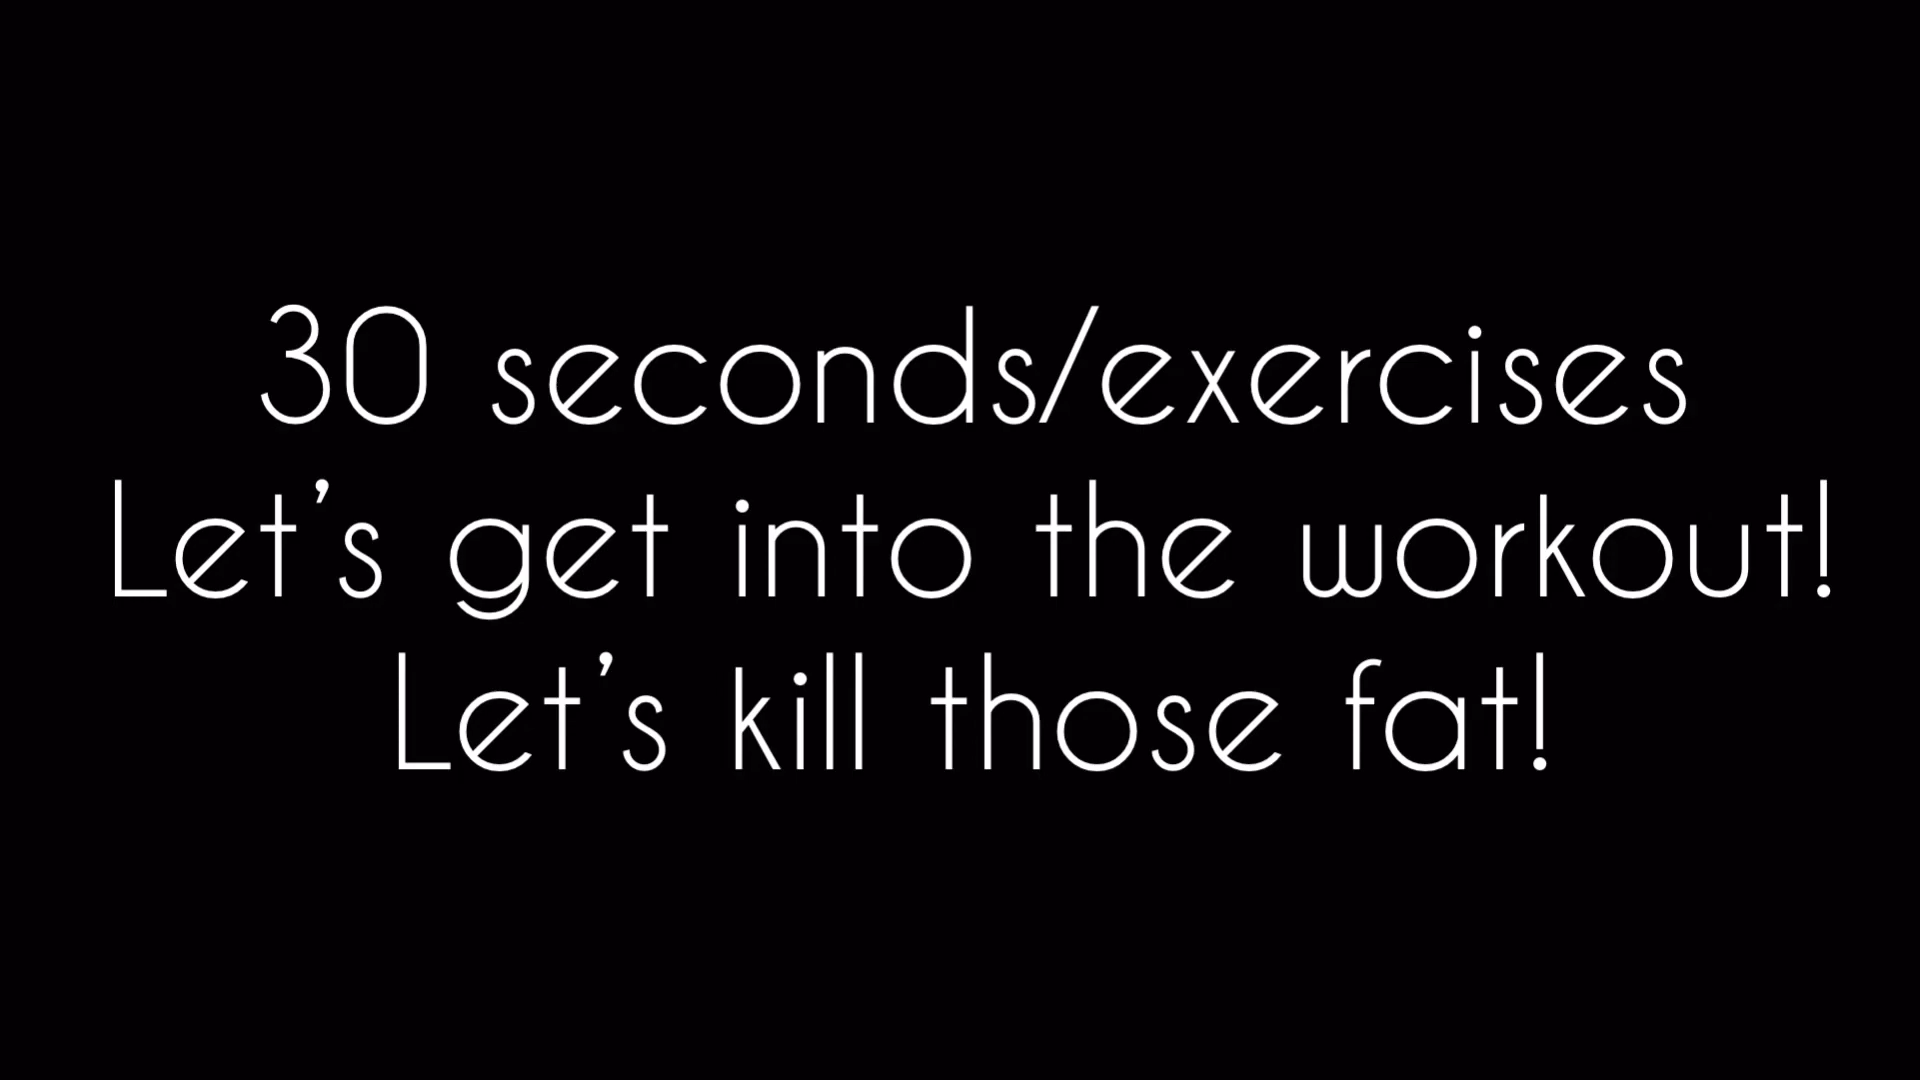 30 seconds/exercises
Let's get into the workout!
Let's kill those fat!